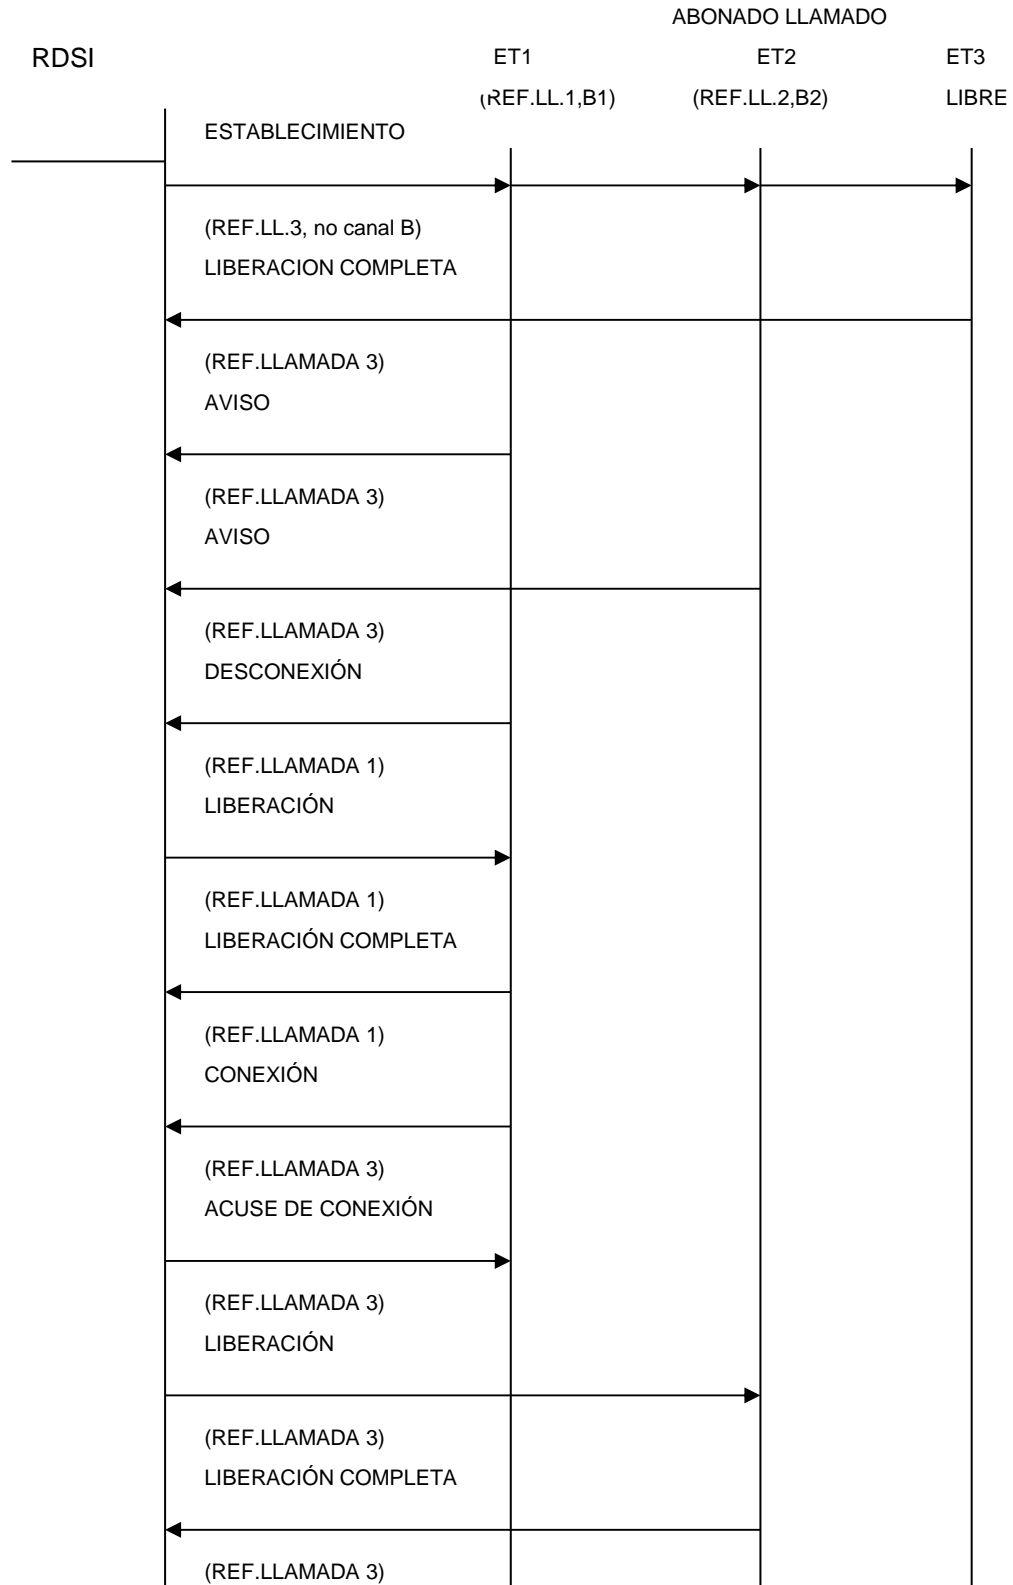 ABONADO LLAMADO
RDSI ET1 ET2 ET3
(REF.LL.1,B1) (REF.LL.2,B2) LIBRE
ESTABLECIMIENTO
(REF.LL.3, no canal B)
LIBERACION COMPLETA
(REF.LLAMADA 3)
AVISO
(REF.LLAMADA 3)
AVISO
(REF.LLAMADA 3)
DESCONEXIÓN
(REF.LLAMADA 1)
LIBERACIÓN
(REF.LLAMADA 1)
LIBERACIÓN COMPLETA
(REF.LLAMADA 1)
CONEXIÓN
(REF.LLAMADA 3)
ACUSE DE CONEXIÓN
(REF.LLAMADA 3)
LIBERACIÓN
(REF.LLAMADA 3)
LIBERACIÓN COMPLETA
(REF.LLAMADA 3)